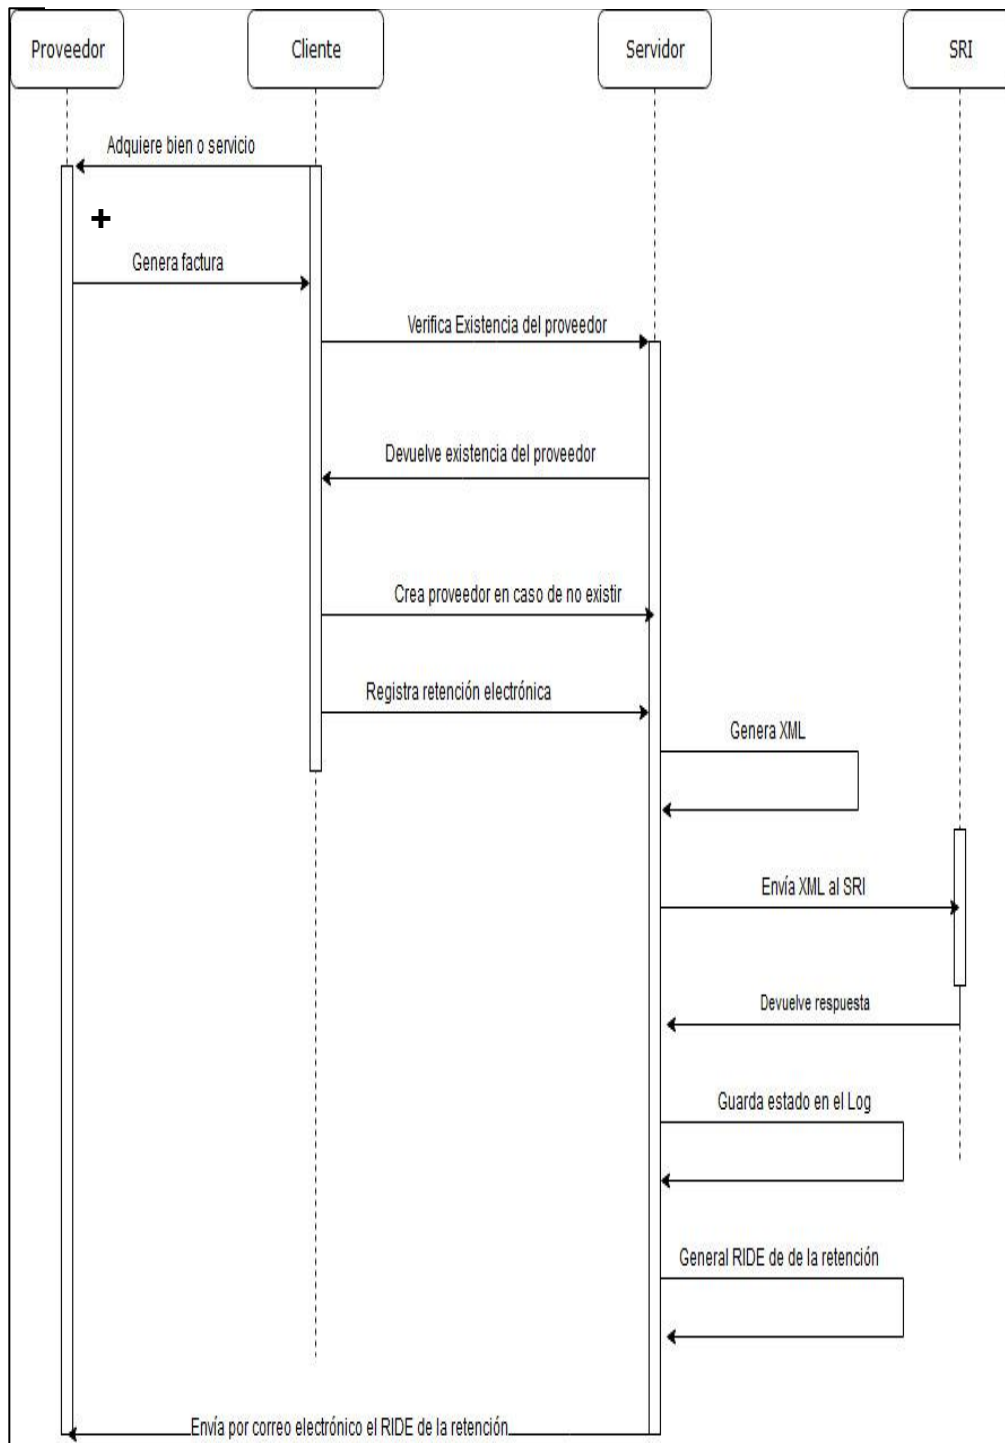 Proveedor
Cliente
Servidor
SRI
Adquiere bien o servicio
+
Genera factura
Verifica Existencia del proveedor
Devuelve existencia del proveedor
Crea proveedor en caso de no existir
Registra retención electrónica
Genera XML
Envía XML al SRI
Devuelve respuesta
Guarda estado en el Log
General RIDE de de la retención
Envía por correo electrónico el RIDE de la retención